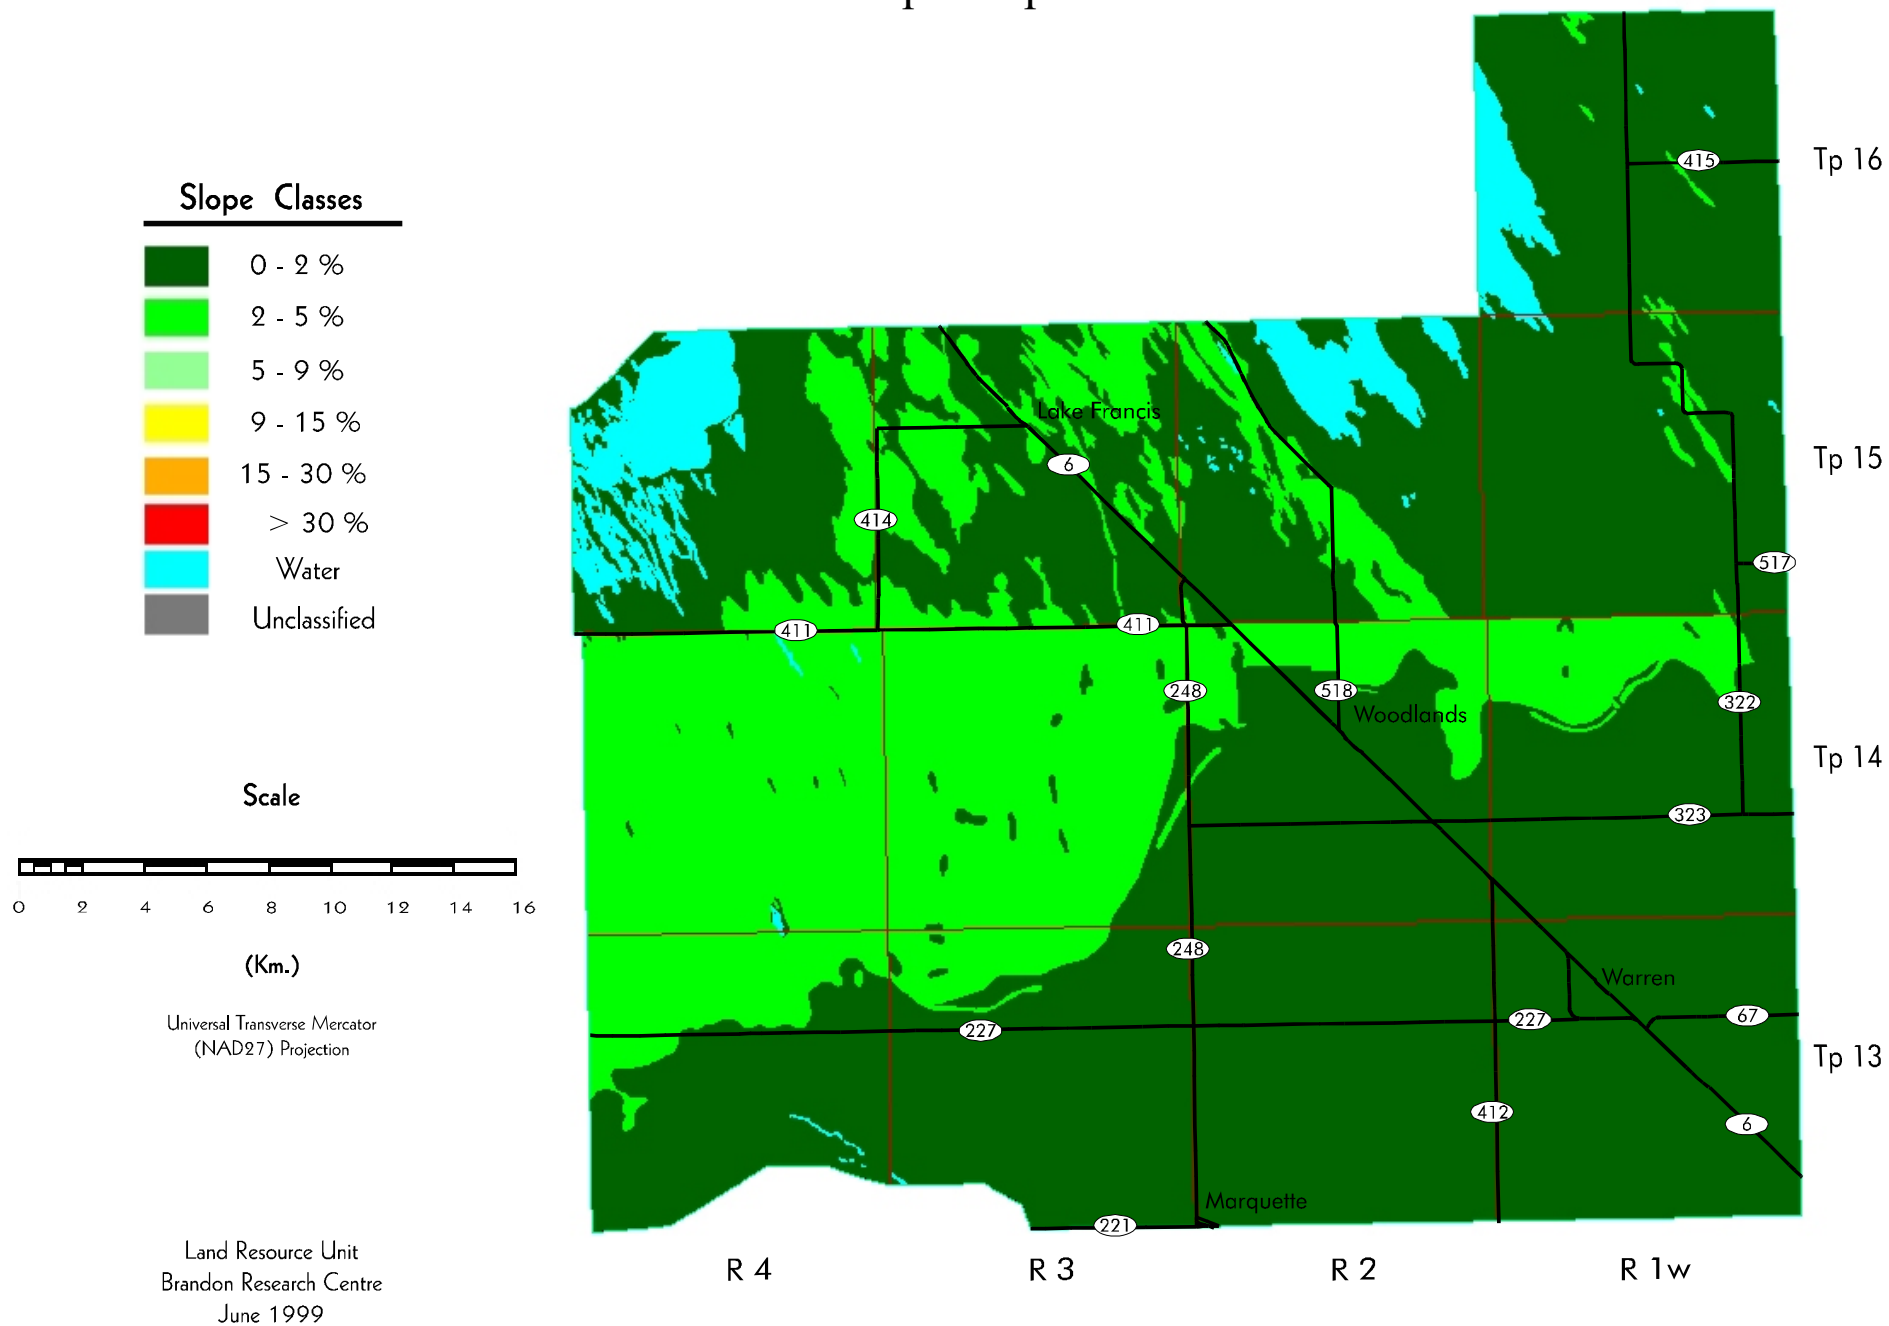 Slope Classes
0 - 2 %
2 - 5 %
5 - 9 %
9 - 15 %
15 - 30 %
> 30 %
Water
Unclassified
Scale
0 2 4 6 8 10 12 14 16
(Km.)
Universal Transverse Mercator
(NAD27) Projection
Land Resource Unit
Brandon Research Centre
June 1999
415
Tp 16
Lake Francis
6
Tp 15
414
517
411
411
248
518
322
Woodlands
Tp 14
323
248
Warren
227
227
67
Tp 13
412
6
Marquette
221
R 4
R 3
R 2
R 1w